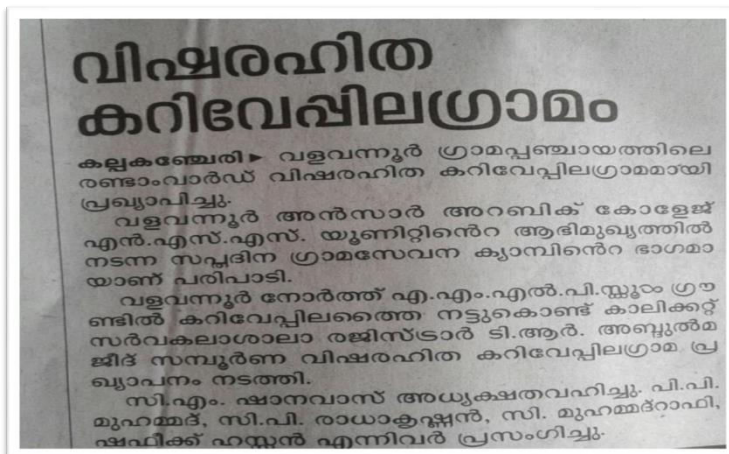 വിഷരഹിത
കറിവേപ്പിലഗ്രാമം
കല്പകഞ്ചേരി ▸ വളവന്നൂർ ഗ്രാമപ്പഞ്ചായത്തിലെ
രണ്ടാംവാർഡ് വിഷരഹിത കറിവേപ്പിലഗ്രാമമായി
പ്രഖ്യാപിച്ചു.
വളവന്നൂർ അൻസാർ അറബിക് കോളേജ്
എൻ.എസ്.എസ്. യൂണിറ്റിന്റെ ആഭിമുഖ്യത്തിൽ
നടന്ന സപ്തദിന ഗ്രാമസേവന ക്യാമ്പിന്റെ ഭാഗമാ
യാണ് പരിപാടി.
വളവന്നൂർ നോർത്ത് എ.എം.എൽ.പി.സ്കൂൾ ഗ്രൗ
ണ്ടിൽ കറിവേപ്പിലത്തൈ നട്ടുകൊണ്ട് കാലിക്കറ്റ്
സർവകലാശാലാ രജിസ്ട്രാർ ടി.ആർ. അബ്ദുൽമ
ജീദ് സമ്പൂർണ വിഷരഹിത കറിവേപ്പിലഗ്രാമ പ്ര
ഖ്യാപനം നടത്തി.
സി.എം. ഷാനവാസ് അധ്യക്ഷതവഹിച്ചു. പി.പി.
മുഹമ്മദ്, സി.പി. രാധാകൃഷ്ണൻ, സി. മുഹമ്മദ്റാഫി,
ഷഫീക്ക് ഹസ്സൻ എന്നിവർ പ്രസംഗിച്ചു.